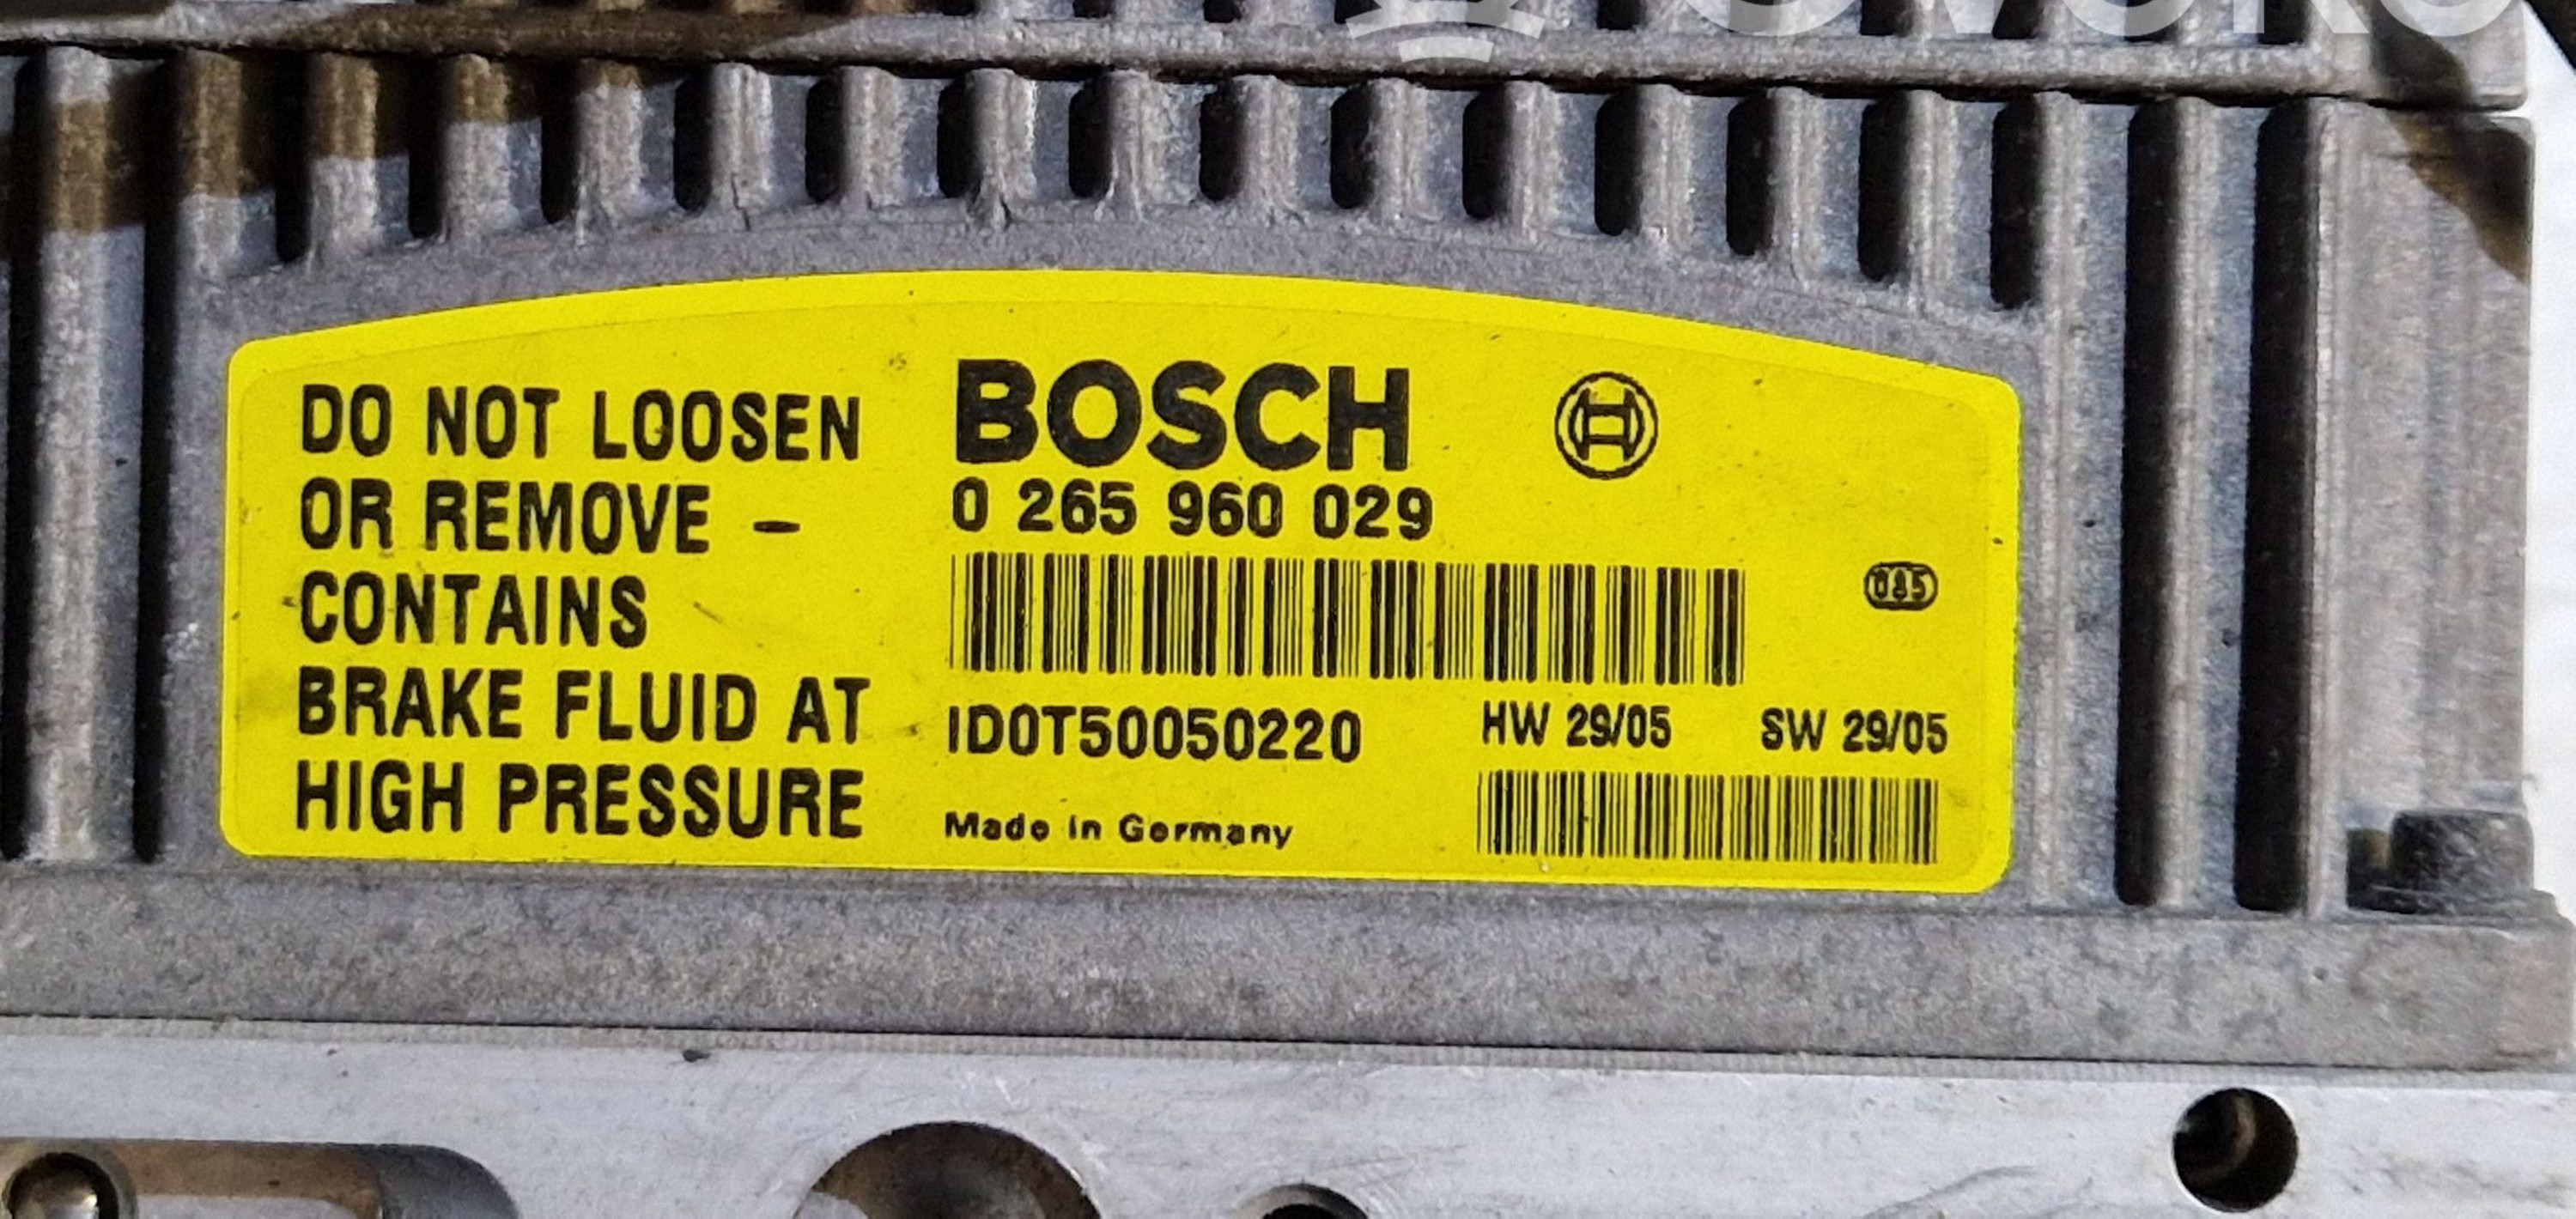 DO NOT LOOSEN
OR REMOVE –
CONTAINS
BRAKE FLUID AT
HIGH PRESSURE
BOSCH
0 265 960 029
ID0T50050220
HW 29/05
SW 29/05
Made in Germany